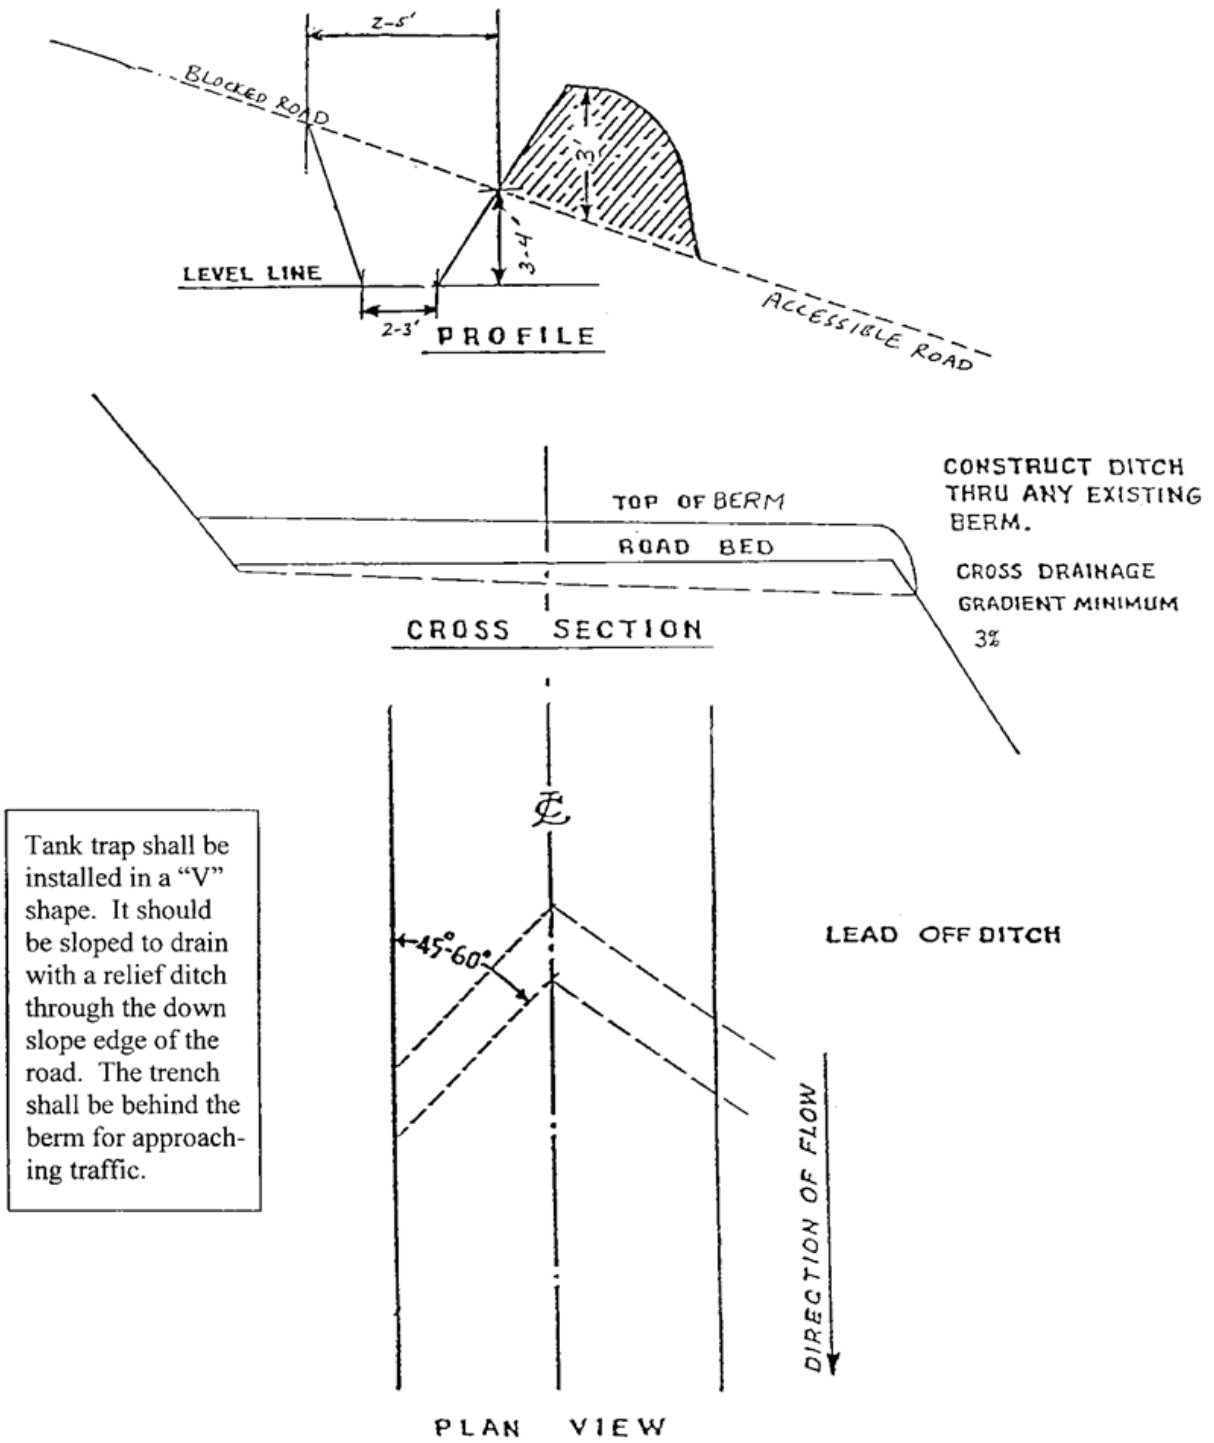 2-5'
BLOCKED ROAD
3'
3-4'
LEVEL LINE
2-3'
PROFILE
ACCESSIBLE ROAD
CONSTRUCT DITCH
THRU ANY EXISTING
BERM.
TOP OF BERM
ROAD BED
CROSS DRAINAGE
GRADIENT MINIMUM
3%
CROSS SECTION
℄
Tank trap shall be
installed in a “V”
shape. It should
be sloped to drain
with a relief ditch
through the down
slope edge of the
road. The trench
shall be behind the
berm for approach-
ing traffic.
45°-60°
LEAD OFF DITCH
DIRECTION OF FLOW
PLAN VIEW